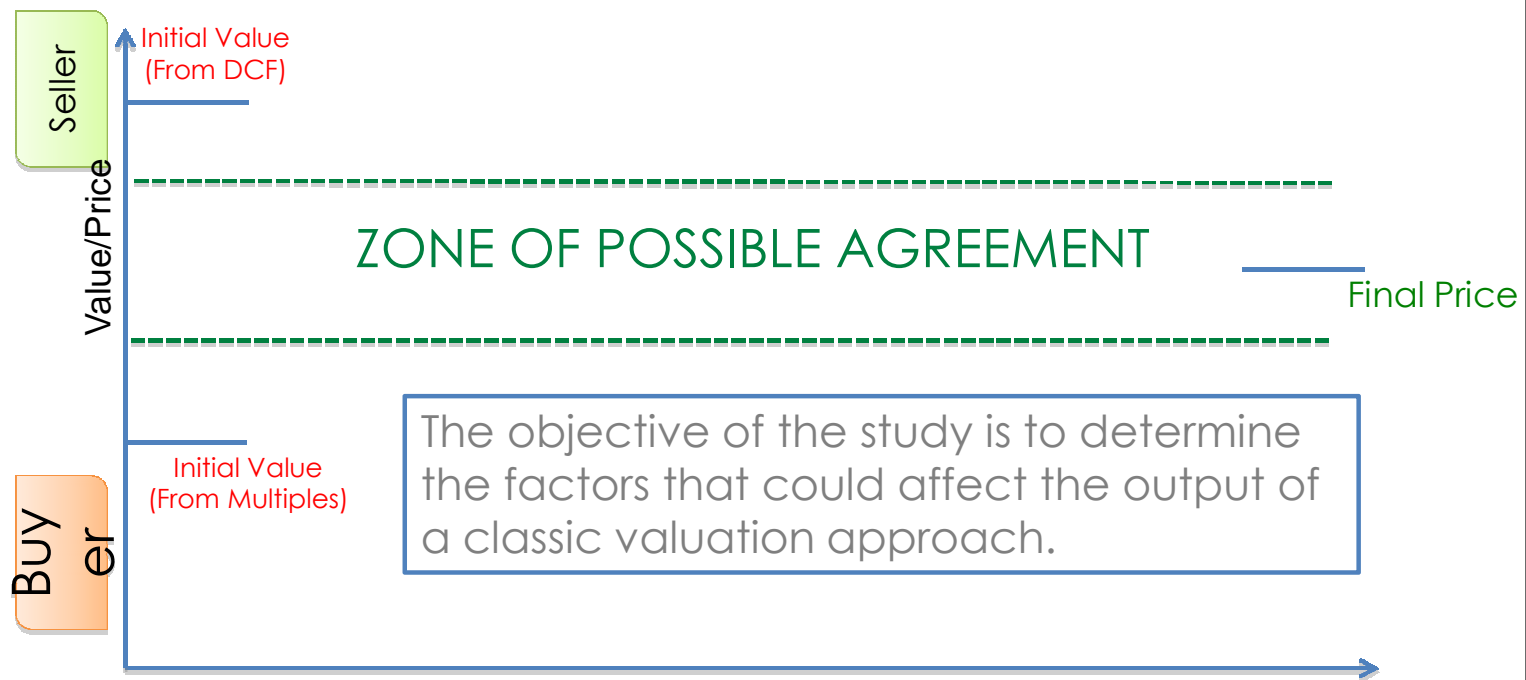 Seller
Initial Value
(From DCF)
Value/Price
ZONE OF POSSIBLE AGREEMENT
Final Price
Initial Value
(From Multiples)
Buy
er
The objective of the study is to determine
the factors that could affect the output of
a classic valuation approach.